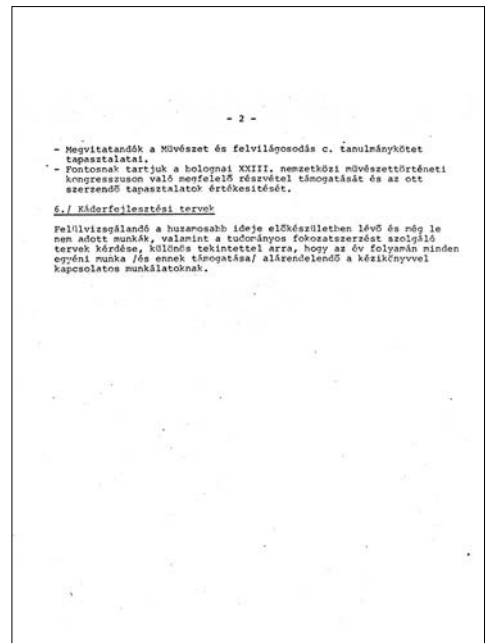 - 2 -
- Megvitatandók a Művészet és felvilágosodás c. tanulmánykötet
tapasztalatai.
- Fontosnak tartjuk a bolognai XXIII. nemzetközi művészettörténeti
kongresszuson való megfelelő részvétel támogatását és az ott
szerzendő tapasztalatok értékesitését.
6./ Káderfejlesztési tervek
Felülvizsgálandó a huzamosabb ideje előkészületben lévő és még le
nem adott munkák, valamint a tudományos fokozatszerzést szolgáló
tervek kérdése, különös tekintettel arra, hogy az év folyamán minden
egyéni munka /és ennek támogatása/ alárendelendő a kézikönyvvel
kapcsolatos munkálatoknak.